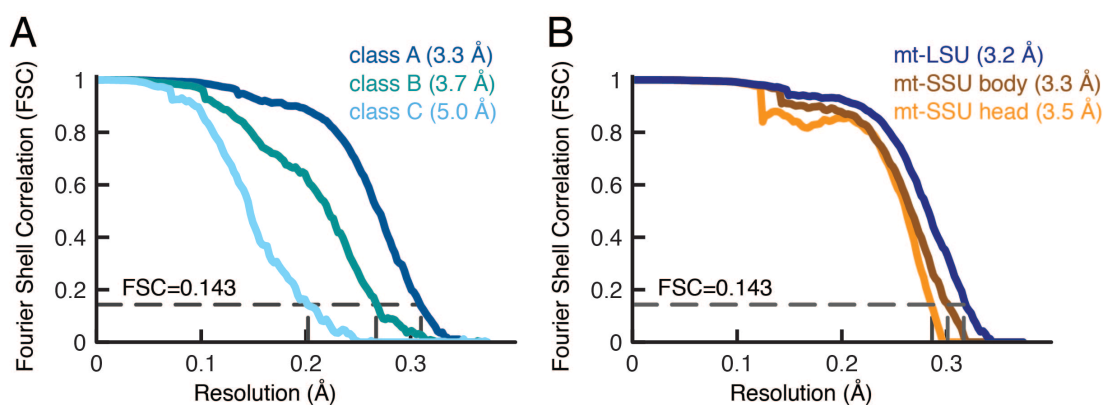 A
class A (3.3 Å)
class B (3.7 Å)
class C (5.0 Å)
Fourier Shell Correlation (FSC)
1
0.8
0.6
0.4
0.2
0
FSC=0.143
0
0.1
0.2
0.3
Resolution (Å)
B
mt-LSU (3.2 Å)
mt-SSU body (3.3 Å)
mt-SSU head (3.5 Å)
Fourier Shell Correlation (FSC)
1
0.8
0.6
0.4
0.2
0
FSC=0.143
0
0.1
0.2
0.3
Resolution (Å)